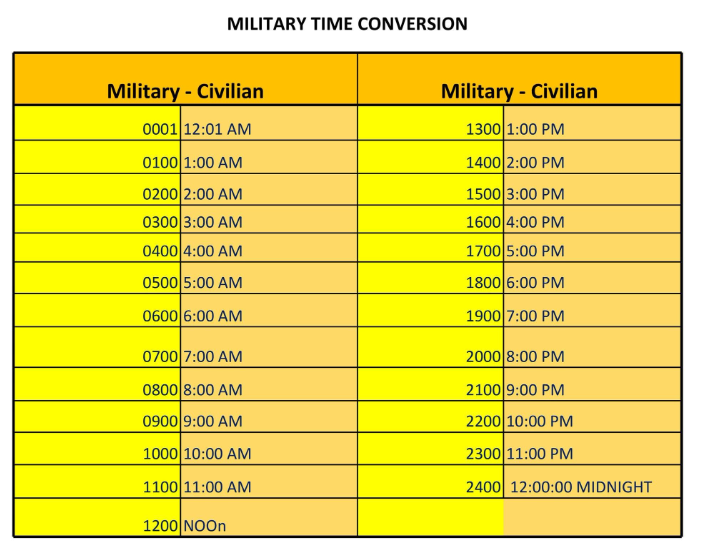 MILITARY TIME CONVERSION
Military - Civilian Military - Civilian
0001 12:01 AM 1300 1:00 PM
0100 1:00 AM 1400 2:00 PM
0200 2:00 AM 1500 3:00 PM
0300 3:00 AM 1600 4:00 PM
0400 4:00 AM 1700 5:00 PM
0500 5:00 AM 1800 6:00 PM
0600 6:00 AM 1900 7:00 PM
0700 7:00 AM 2000 8:00 PM
0800 8:00 AM 2100 9:00 PM
0900 9:00 AM 2200 10:00 PM
1000 10:00 AM 2300 11:00 PM
1100 11:00 AM 2400 12:00:00 MIDNIGHT
1200 NOOn